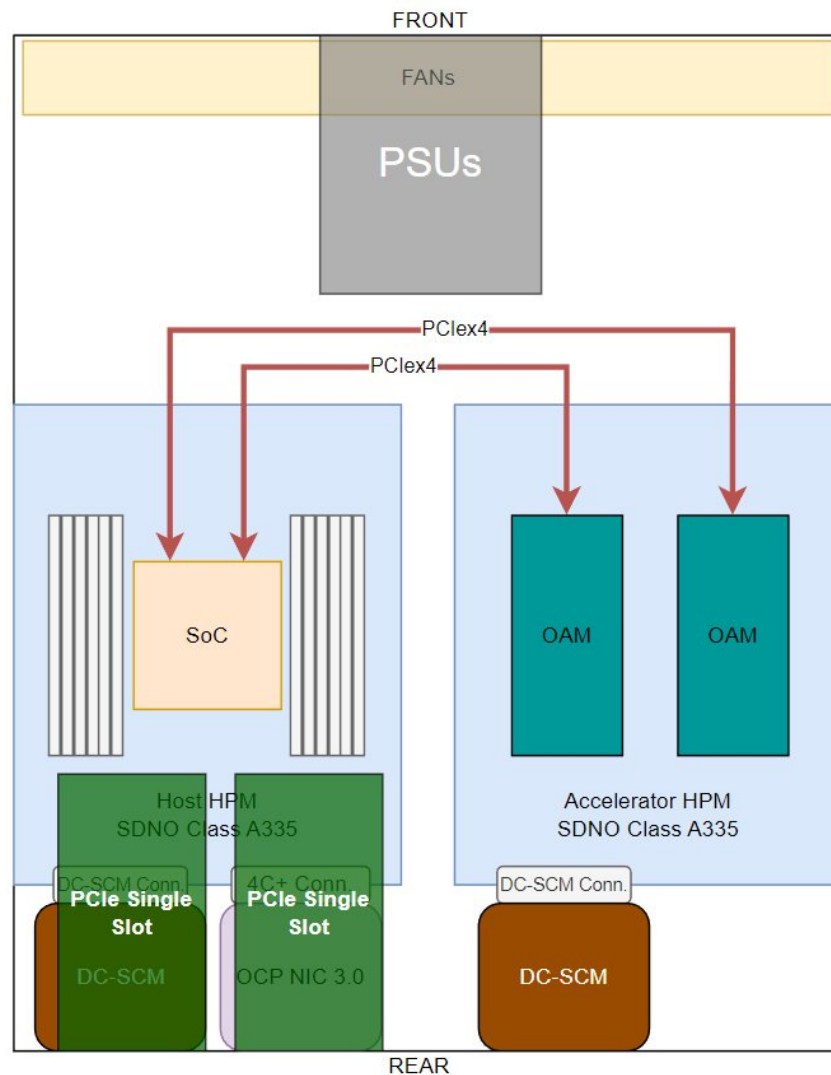 FRONT
FANs
PSUs
PCIex4
PCIex4
SoC
OAM
OAM
Host HPM
SDNO Class A335
Accelerator HPM
SDNO Class A335
DC-SCM Conn.
4C+ Conn.
DC-SCM Conn.
PCIe Single
Slot
PCIe Single
Slot
DC-SCM
OCP NIC 3.0
DC-SCM
REAR